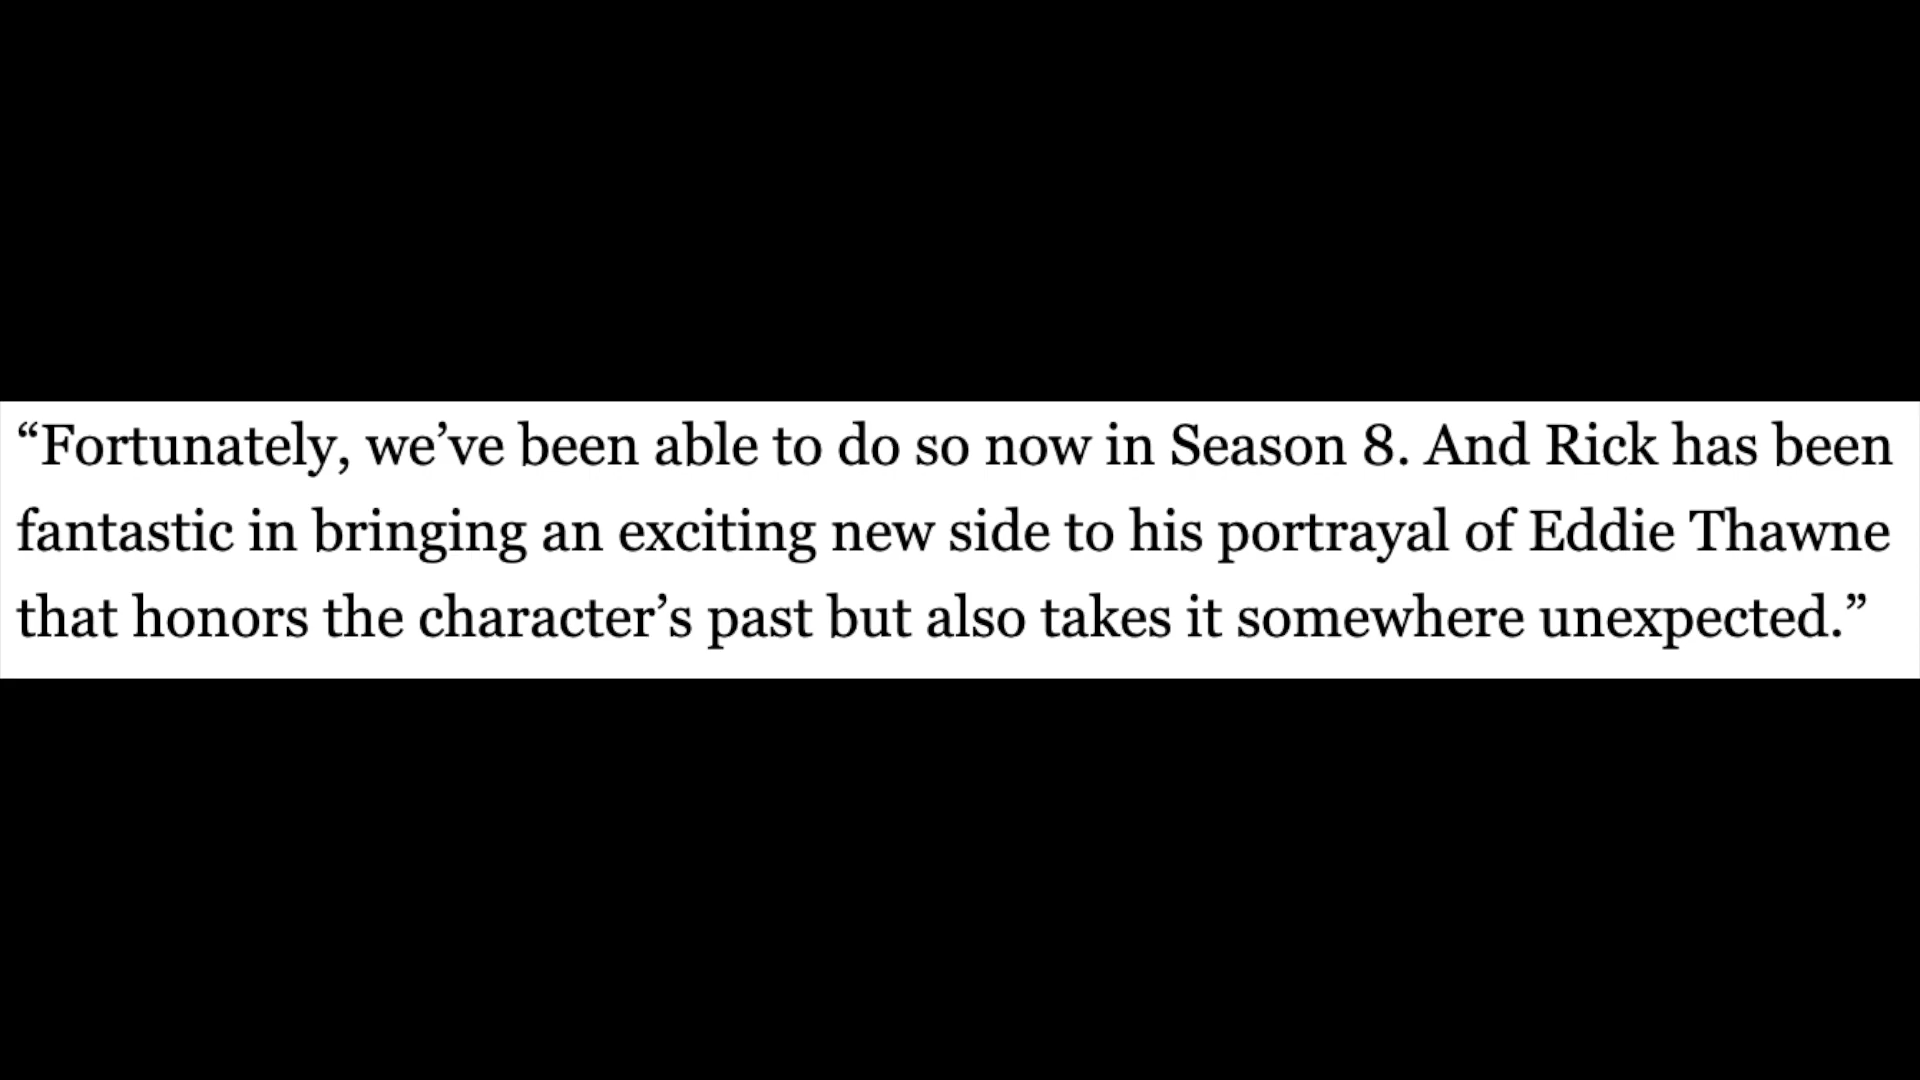 “Fortunately, we’ve been able to do so now in Season 8. And Rick has been
fantastic in bringing an exciting new side to his portrayal of Eddie Thawne
that honors the character’s past but also takes it somewhere unexpected.”